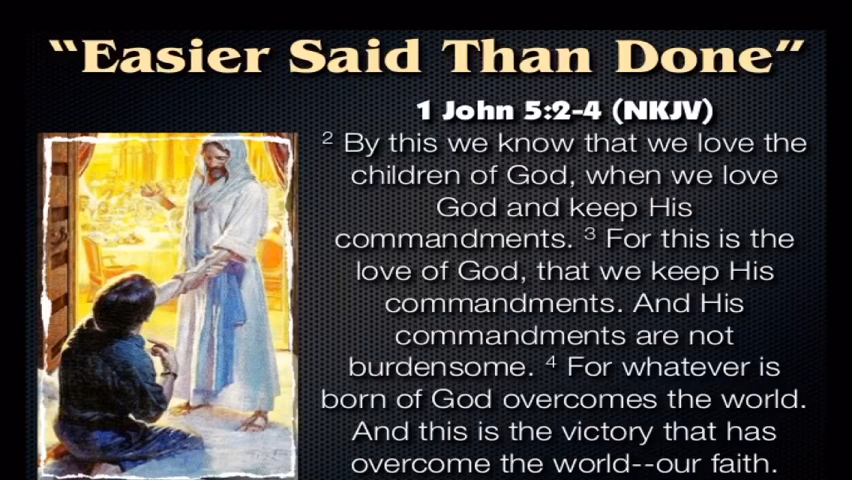 “Easier Said Than Done”
1 John 5:2-4 (NKJV)
2 By this we know that we love the
children of God, when we love
God and keep His
commandments. 3 For this is the
love of God, that we keep His
commandments. And His
commandments are not
burdensome. 4 For whatever is
born of God overcomes the world.
And this is the victory that has
overcome the world--our faith.